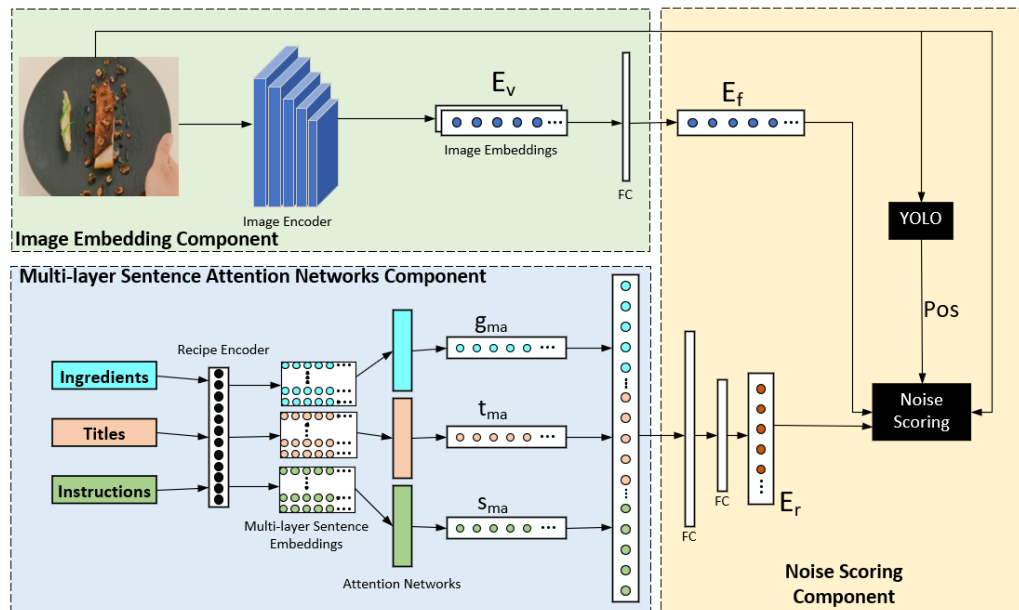 E_v
Image Embeddings
Image Encoder
FC
Image Embedding Component
E_f
YOLO
Pos
Noise
Scoring
Multi-layer Sentence Attention Networks Component
Recipe Encoder
Ingredients
Titles
Instructions
Multi-layer Sentence
Embeddings
Attention Networks
g_ma
t_ma
s_ma
FC
FC
E_r
Noise Scoring
Component